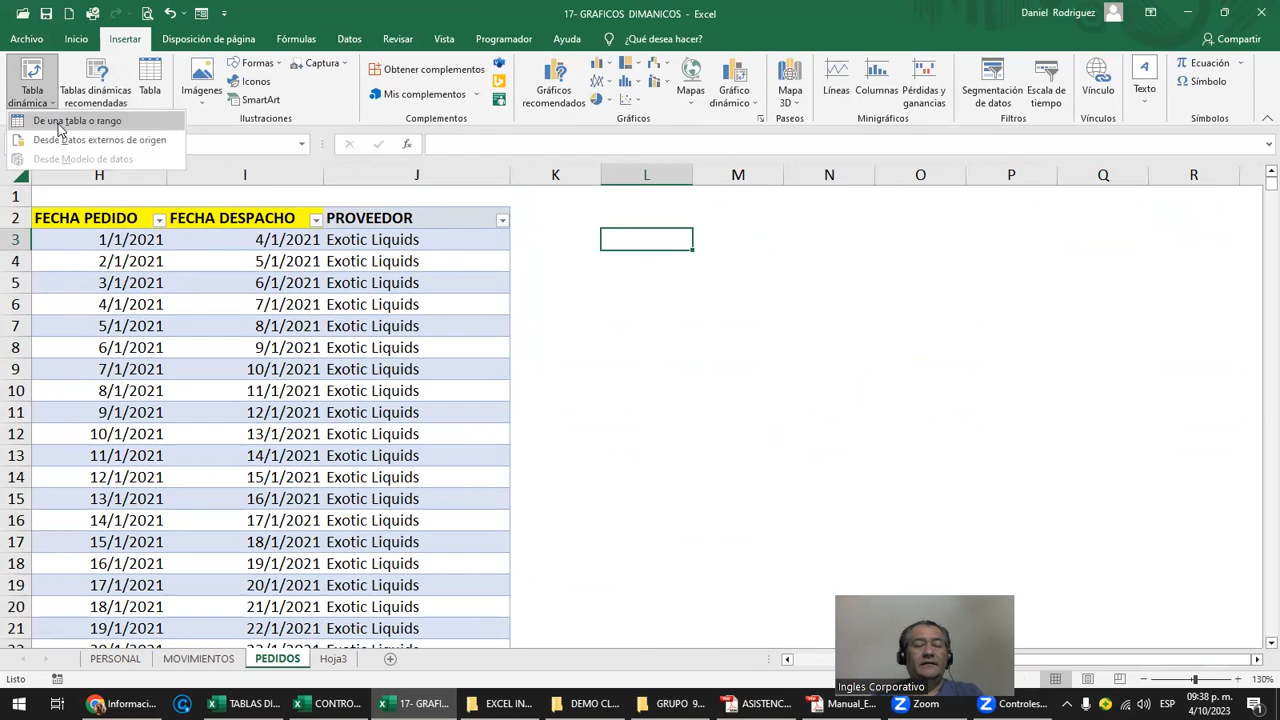 17- GRAFICOS DIMANICOS - Excel
Daniel Rodriguez
Archivo Inicio Insertar Disposición de página Fórmulas Datos Revisar Vista Programador Ayuda ¿Qué desea hacer? Compartir
Tabla dinámica
Tablas dinámicas recomendadas
Tabla
Imágenes
Formas
Iconos
SmartArt
Captura
Ilustraciones
Obtener complementos
Mis complementos
Complementos
Gráficos recomendados
Mapas
Gráfico dinámico
Gráficos
Mapa 3D
Paseos
Líneas
Columnas
Pérdidas y ganancias
Minigráficos
Segmentación de datos
Escala de tiempo
Filtros
Vínculo
Vínculos
Texto
Ecuación
Símbolo
Símbolos
De una tabla o rango
Desde Datos externos de origen
Desde Modelo de datos
fx
H I J K L M N O P Q R
1
2 FECHA PEDIDO FECHA DESPACHO PROVEEDOR
3 1/1/2021 4/1/2021 Exotic Liquids
4 2/1/2021 5/1/2021 Exotic Liquids
5 3/1/2021 6/1/2021 Exotic Liquids
6 4/1/2021 7/1/2021 Exotic Liquids
7 5/1/2021 8/1/2021 Exotic Liquids
8 6/1/2021 9/1/2021 Exotic Liquids
9 7/1/2021 10/1/2021 Exotic Liquids
10 8/1/2021 11/1/2021 Exotic Liquids
11 9/1/2021 12/1/2021 Exotic Liquids
12 10/1/2021 13/1/2021 Exotic Liquids
13 11/1/2021 14/1/2021 Exotic Liquids
14 12/1/2021 15/1/2021 Exotic Liquids
15 13/1/2021 16/1/2021 Exotic Liquids
16 14/1/2021 17/1/2021 Exotic Liquids
17 15/1/2021 18/1/2021 Exotic Liquids
18 16/1/2021 19/1/2021 Exotic Liquids
19 17/1/2021 20/1/2021 Exotic Liquids
20 18/1/2021 21/1/2021 Exotic Liquids
21 19/1/2021 22/1/2021 Exotic Liquids
PERSONAL MOVIMIENTOS PEDIDOS Hoja3
Listo
130%
Ingles Corporativo
Informaci... TABLAS DI... CONTRO... 17- GRAFI... EXCEL IN... DEMO CL... GRUPO 9... ASISTENC... Manual_E... Zoom Controles...
ESP
09:38 p. m.
4/10/2023